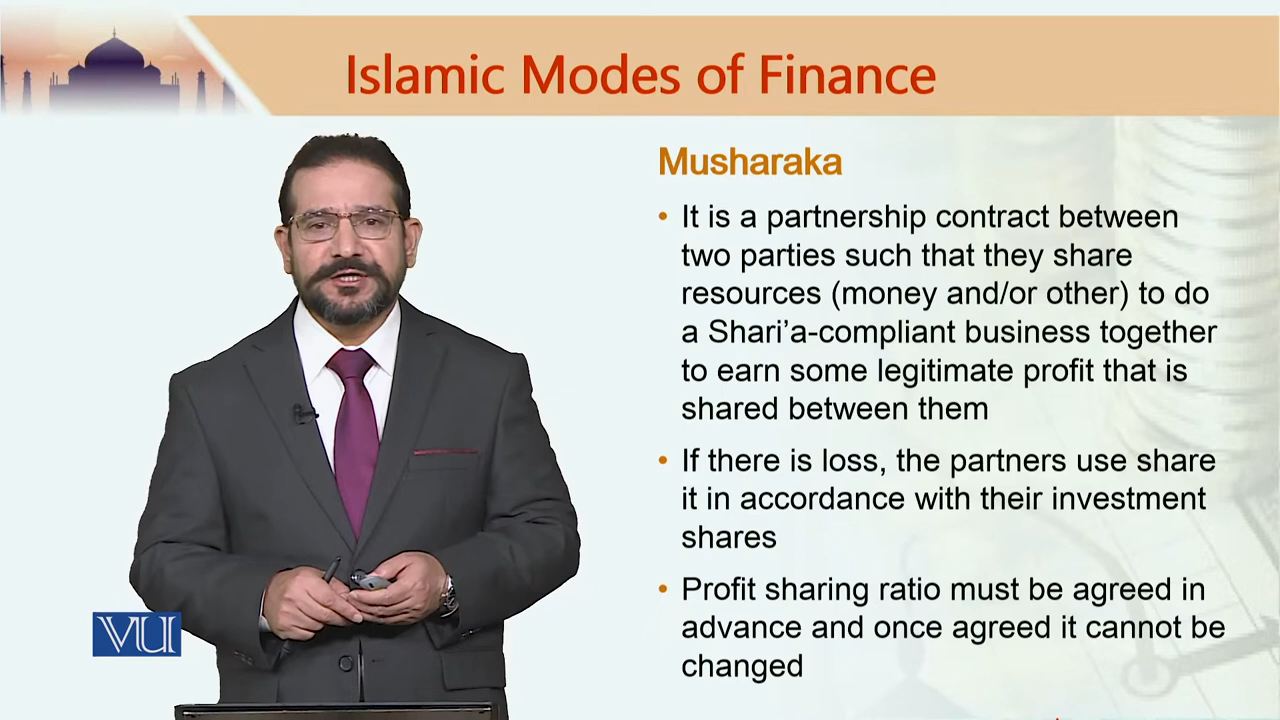 Islamic Modes of Finance
Musharaka
• It is a partnership contract between
two parties such that they share
resources (money and/or other) to do
a Shari’a-compliant business together
to earn some legitimate profit that is
shared between them
• If there is loss, the partners use share
it in accordance with their investment
shares
• Profit sharing ratio must be agreed in
advance and once agreed it cannot be
changed
VU